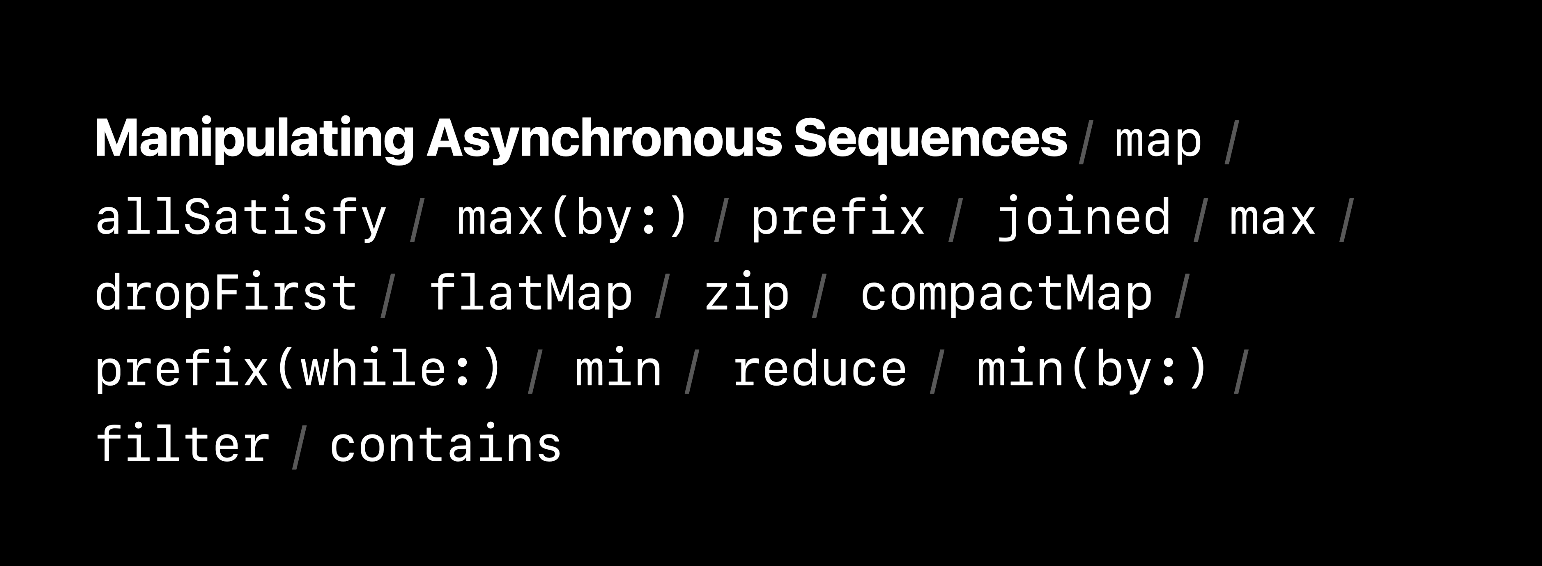 Manipulating Asynchronous Sequences / map /
allSatisfy / max(by:) / prefix / joined / max /
dropFirst / flatMap / zip / compactMap /
prefix(while:) / min / reduce / min(by:) /
filter / contains